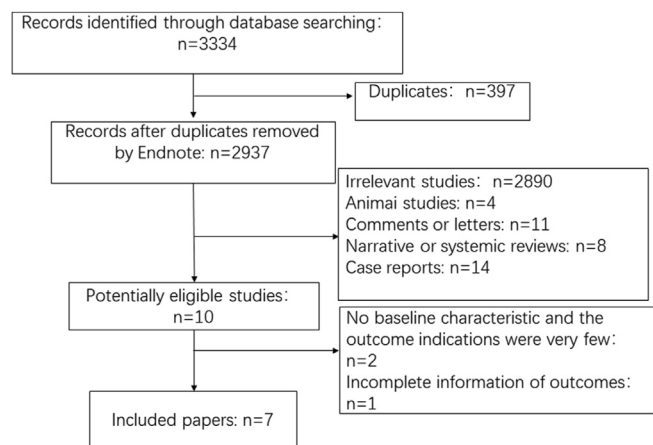 Records identified through database searching：
n=3334
Duplicates： n=397
Records after duplicates removed
by Endnote: n=2937
Irrelevant studies： n=2890
Animai studies: n=4
Comments or letters: n=11
Narrative or systemic reviews: n=8
Case reports: n=14
Potentially eligible studies：
n=10
No baseline characteristic and the
outcome indications were very few：
n=2
Incomplete information of outcomes：
n=1
Included papers: n=7